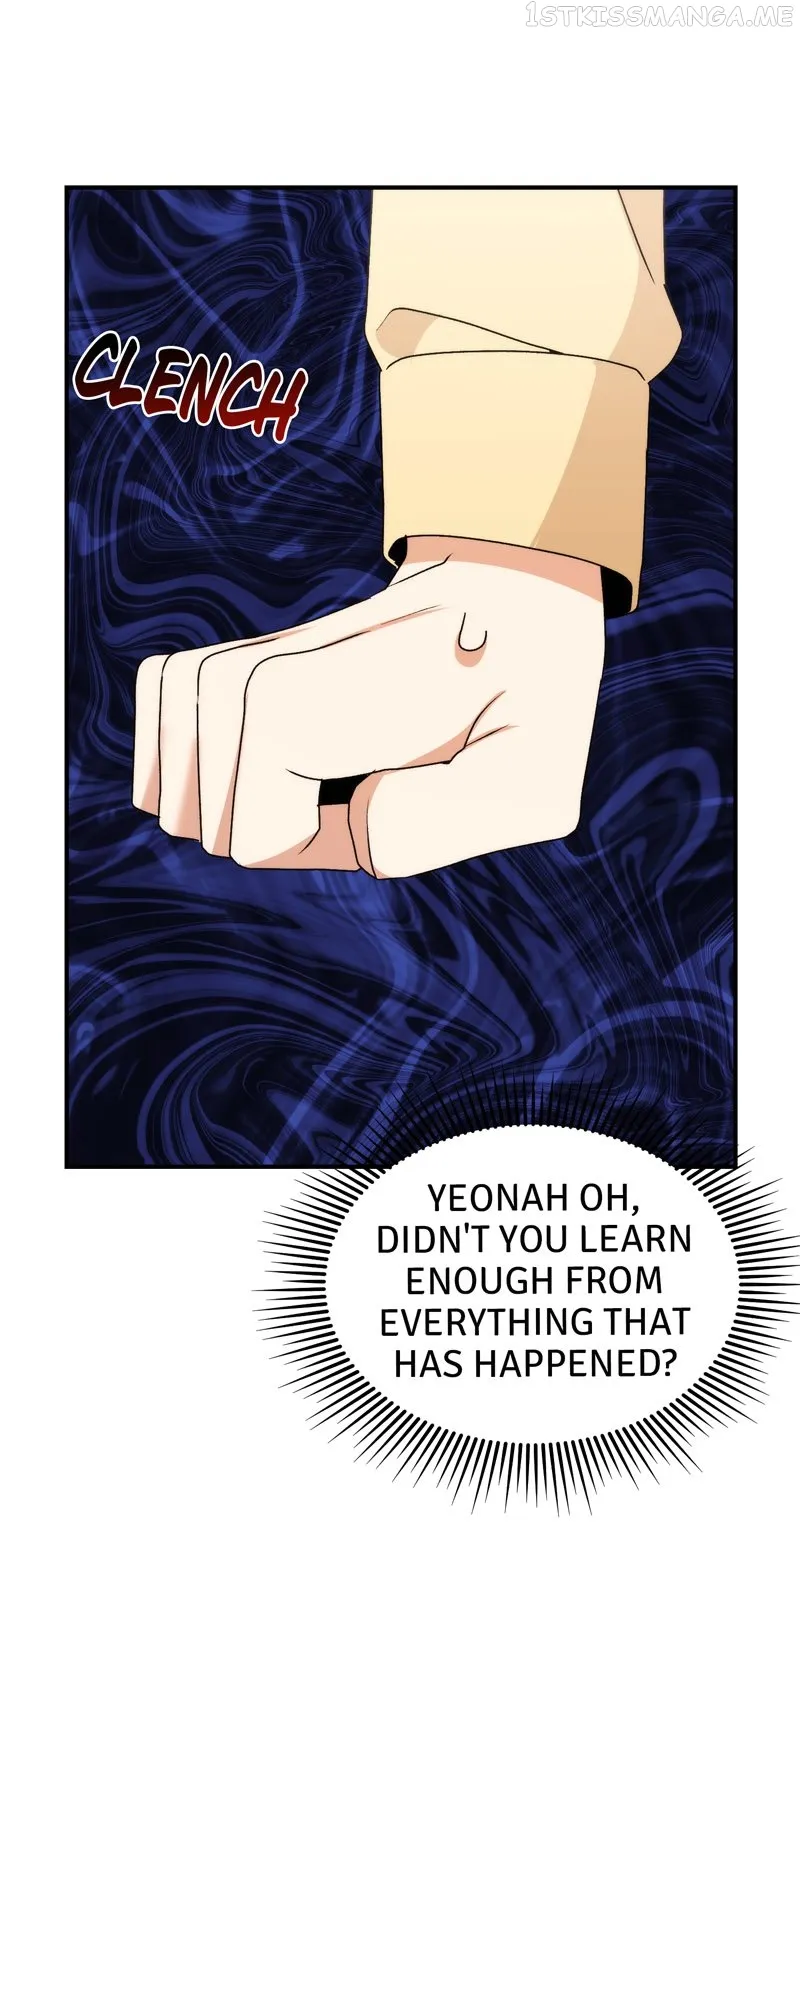 1STKISSMANGA.ME
CLENCH
YEONAH OH,
DIDN'T YOU LEARN
ENOUGH FROM
EVERYTHING THAT
HAS HAPPENED?